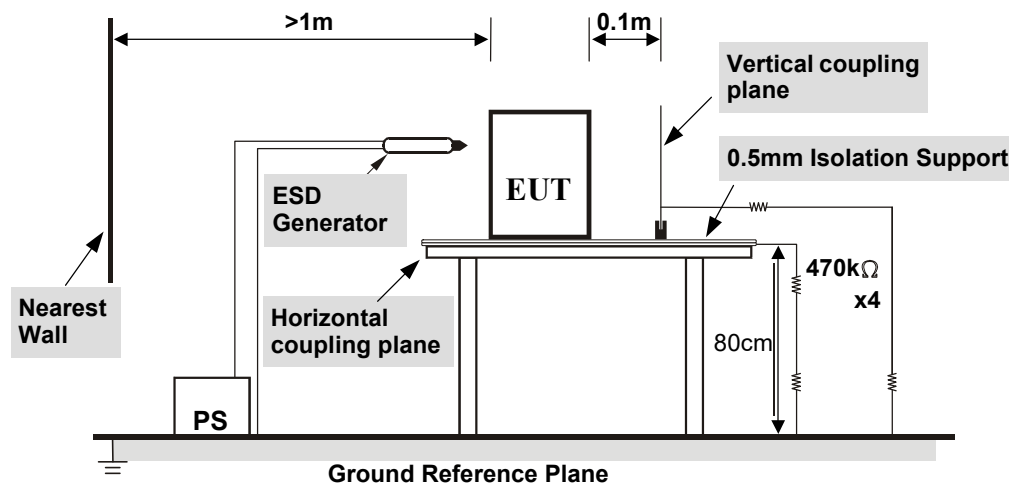 >1m
0.1m
Vertical coupling
plane
0.5mm Isolation Support
ESD
Generator
EUT
Nearest
Wall
Horizontal
coupling plane
470kΩ
x4
80cm
PS
Ground Reference Plane